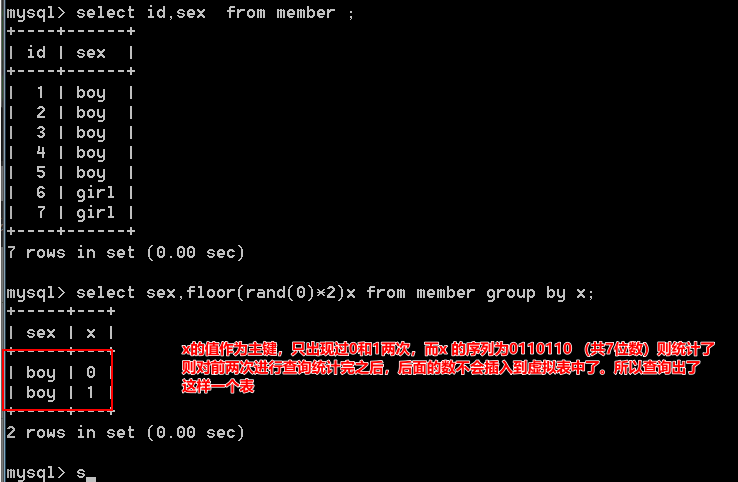 mysql> select id,sex  from member ;
+----+------+
| id | sex  |
+----+------+
|  1 | boy  |
|  2 | boy  |
|  3 | boy  |
|  4 | boy  |
|  5 | boy  |
|  6 | girl |
|  7 | girl |
+----+------+
7 rows in set (0.00 sec)
mysql> select sex,floor(rand(0)*2)x from member group by x;
+-----+---+
| sex | x |
+-----+---+
| boy | 0 |
| boy | 1 |
+-----+---+
x的值作为主键，只出现过0和1两次，而x 的序列为0110110 （共7位数）则统计了
则对前两次进行查询统计完之后，后面的数不会插入到虚拟表中了。所以查询出了
这样一个表
2 rows in set (0.00 sec)
mysql> s_